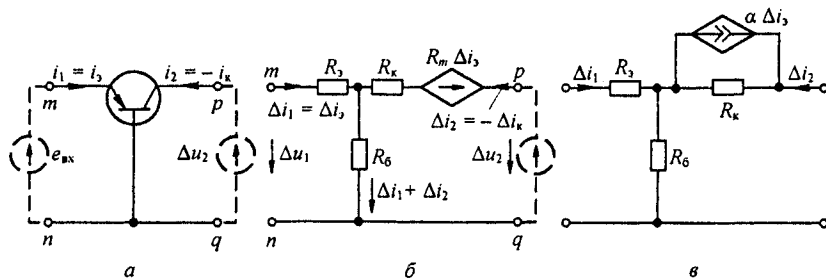 i₁ = iэ
i₂ = − iк
m
p
eвх
Δu₂
n
q
а
m
Rэ
Rк
Rm Δiэ
p
Δi₁ = Δiэ
Δi₂ = − Δiк
Δu₁
Rб
Δu₂
Δi₁ + Δi₂
n
q
б
α Δiэ
Δi₁
Rэ
Δi₂
Rк
Rб
в